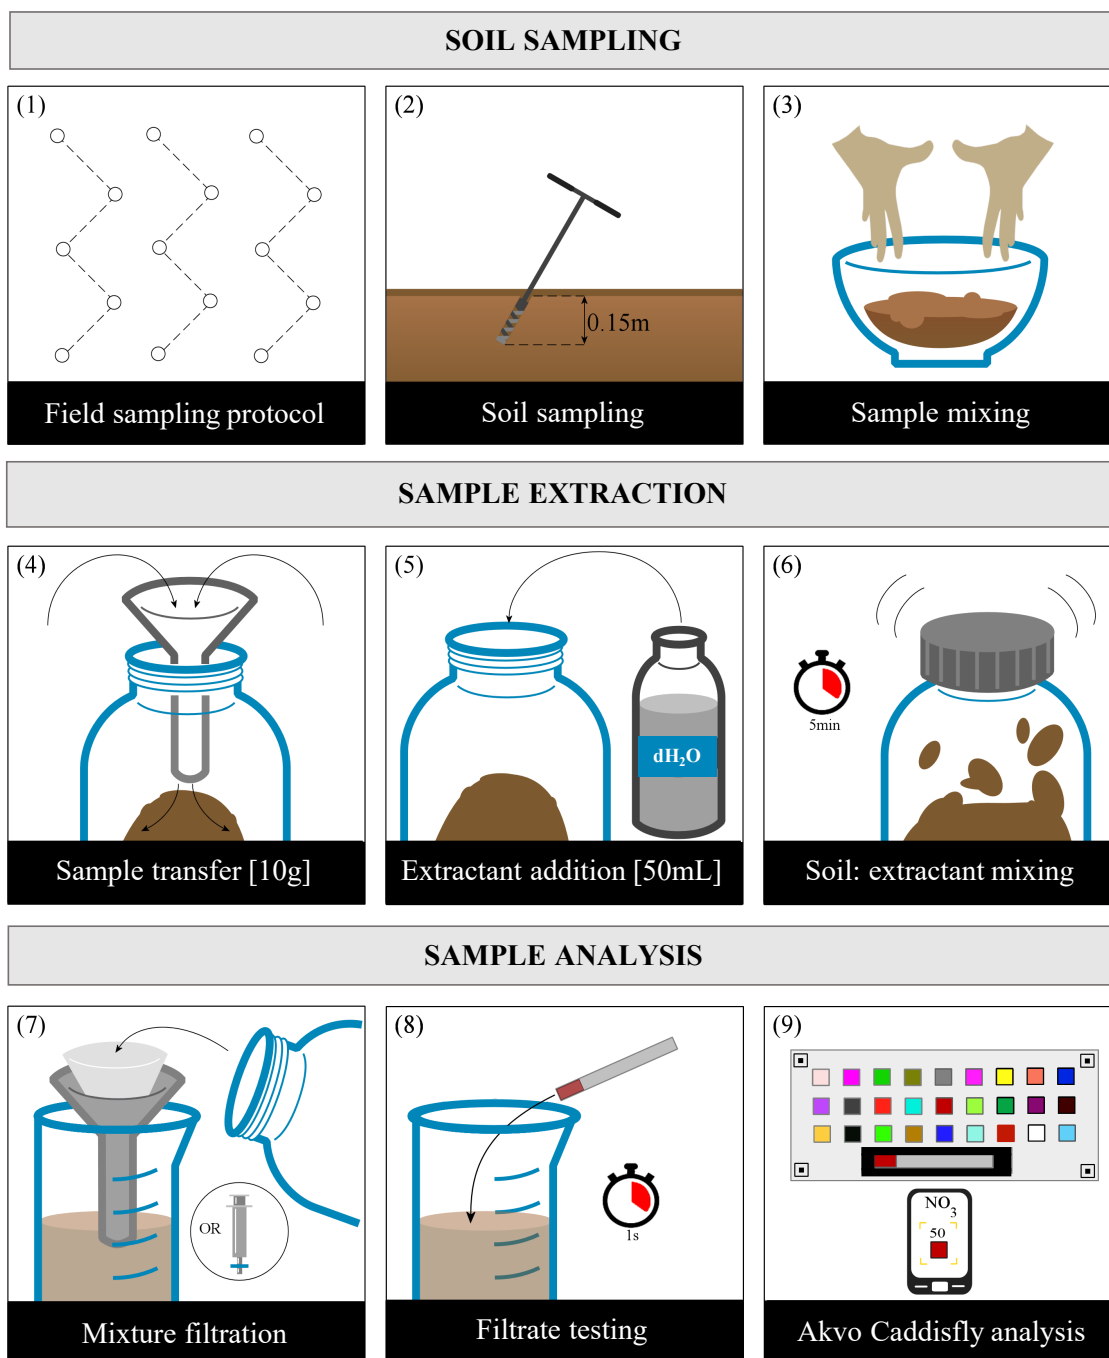 SOIL SAMPLING
(1)
Field sampling protocol
(2)
0.15m
Soil sampling
(3)
Sample mixing
SAMPLE EXTRACTION
(4)
Sample transfer [10g]
(5)
dH₂O
Extractant addition [50mL]
(6)
5min
Soil: extractant mixing
SAMPLE ANALYSIS
(7)
OR
Mixture filtration
(8)
1s
Filtrate testing
(9)
NO₃
50
Akvo Caddisfly analysis